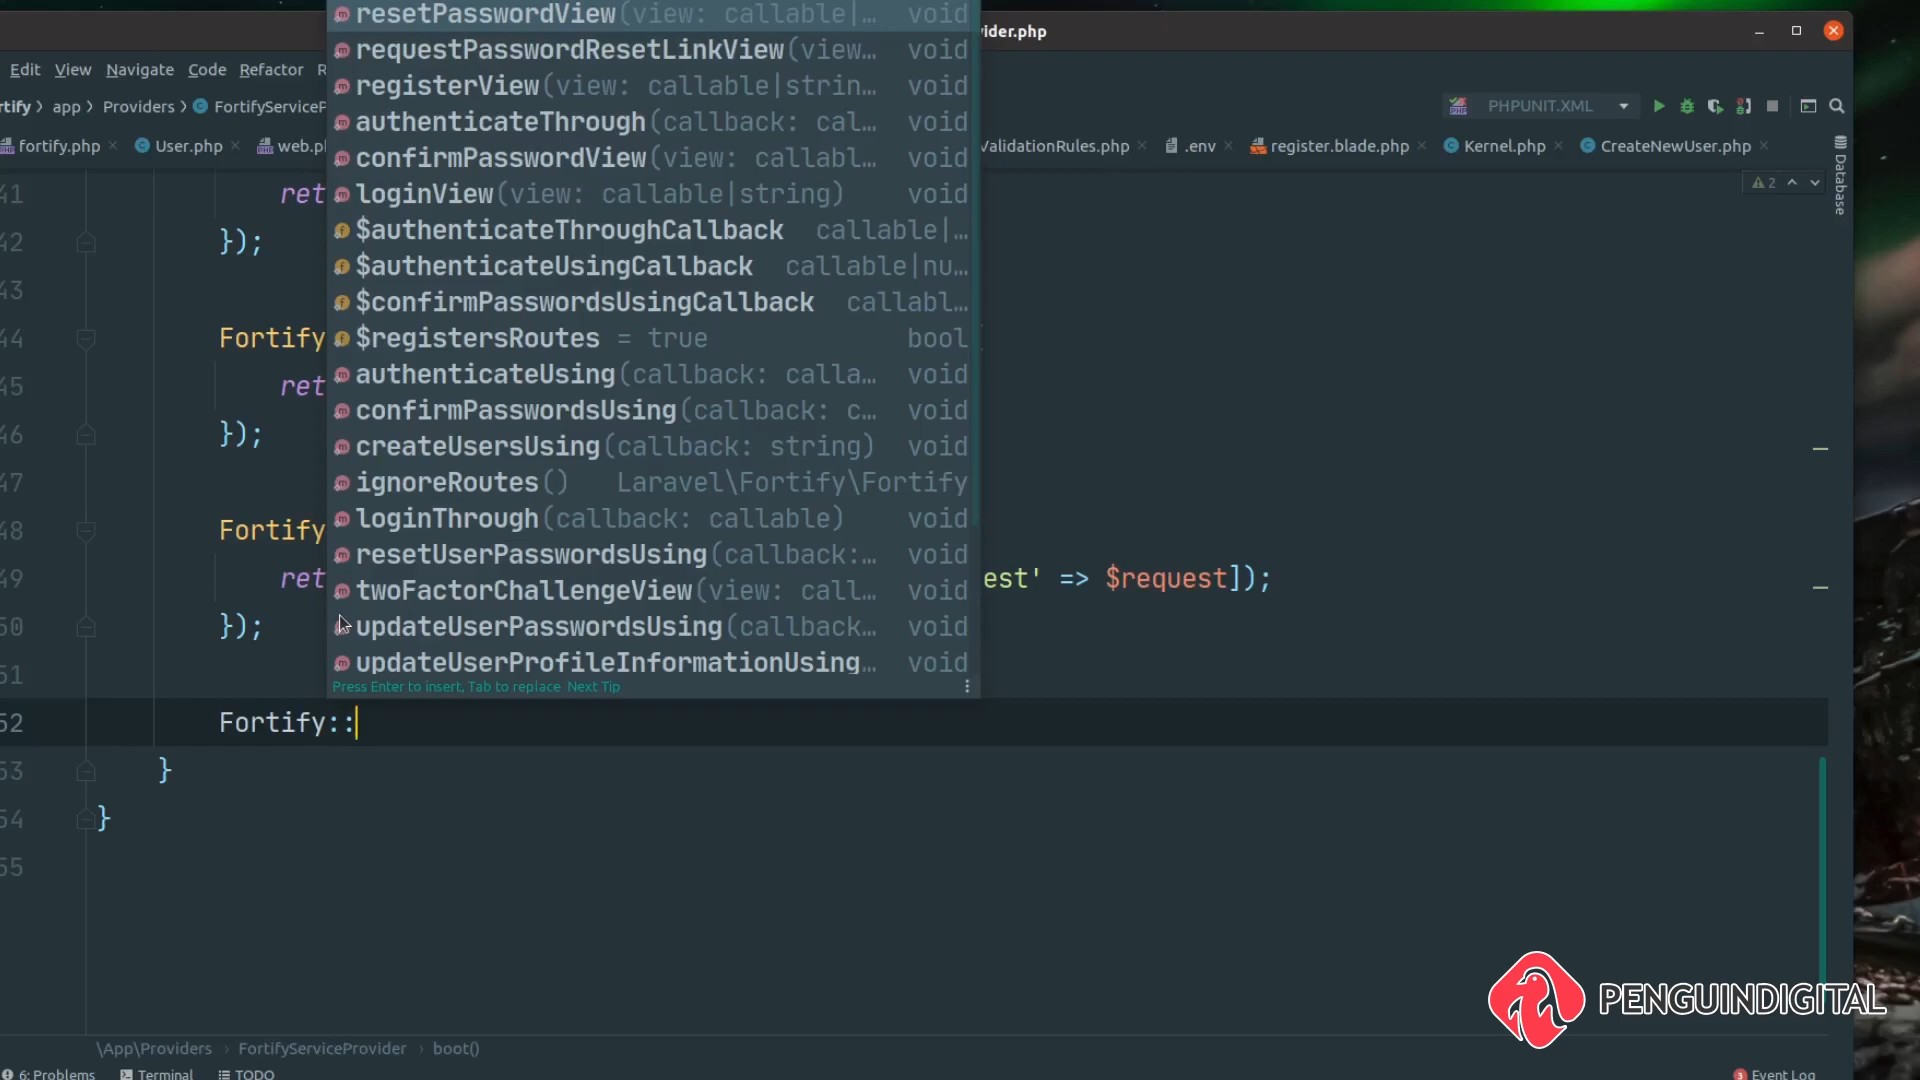 resetPasswordView(view: callable|… void
ider.php
requestPasswordResetLinkView(view… void
Edit View Navigate Code Refactor R
registerView(view: callable|strin… void
rtify app Providers FortifyServiceP
PHPUNIT.XML
authenticateThrough(callback: cal… void
fortify.php User.php web.p
ValidationRules.php .env register.blade.php Kernel.php CreateNewUser.php
confirmPasswordView(view: callabl… void
2
Database
41 ret
loginView(view: callable|string) void
$authenticateThroughCallback callable|…
42 });
$authenticateUsingCallback callable|nu…
43
$confirmPasswordsUsingCallback callabl…
44 Fortify
$registersRoutes = true bool
authenticateUsing(callback: calla… void
45 ret
confirmPasswordsUsing(callback: c… void
46 });
createUsersUsing(callback: string) void
47
ignoreRoutes() Laravel\Fortify\Fortify
loginThrough(callback: callable) void
48 Fortify
resetUserPasswordsUsing(callback:… void
49 ret
est' => $request]);
twoFactorChallengeView(view: call… void
50 });
updateUserPasswordsUsing(callback… void
updateUserProfileInformationUsing… void
51
Press Enter to insert, Tab to replace Next Tip
52 Fortify::
53 }
54 }
55
PENGUINDIGITAL
\App\Providers › FortifyServiceProvider › boot()
6: Problems Terminal TODO
3 Event Log